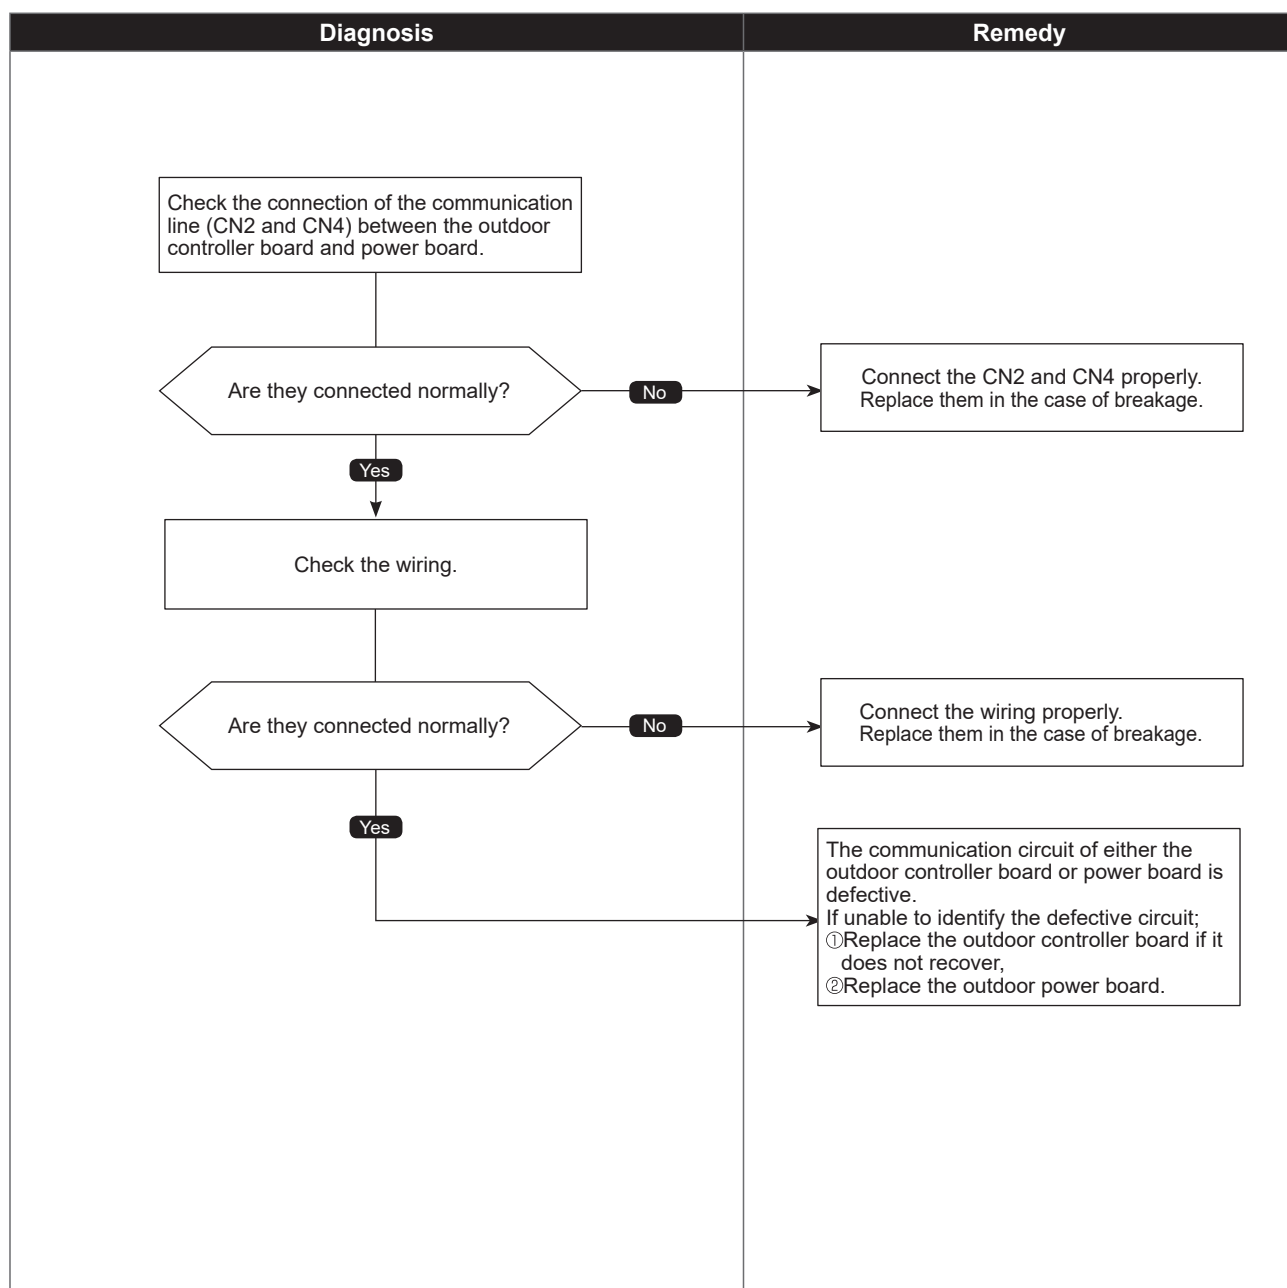 Diagnosis
Remedy
Check the connection of the communication
line (CN2 and CN4) between the outdoor
controller board and power board.
Are they connected normally?
No
Connect the CN2 and CN4 properly.
Replace them in the case of breakage.
Yes
Check the wiring.
Are they connected normally?
No
Connect the wiring properly.
Replace them in the case of breakage.
Yes
The communication circuit of either the
outdoor controller board or power board is
defective.
If unable to identify the defective circuit;
①Replace the outdoor controller board if it
does not recover,
②Replace the outdoor power board.